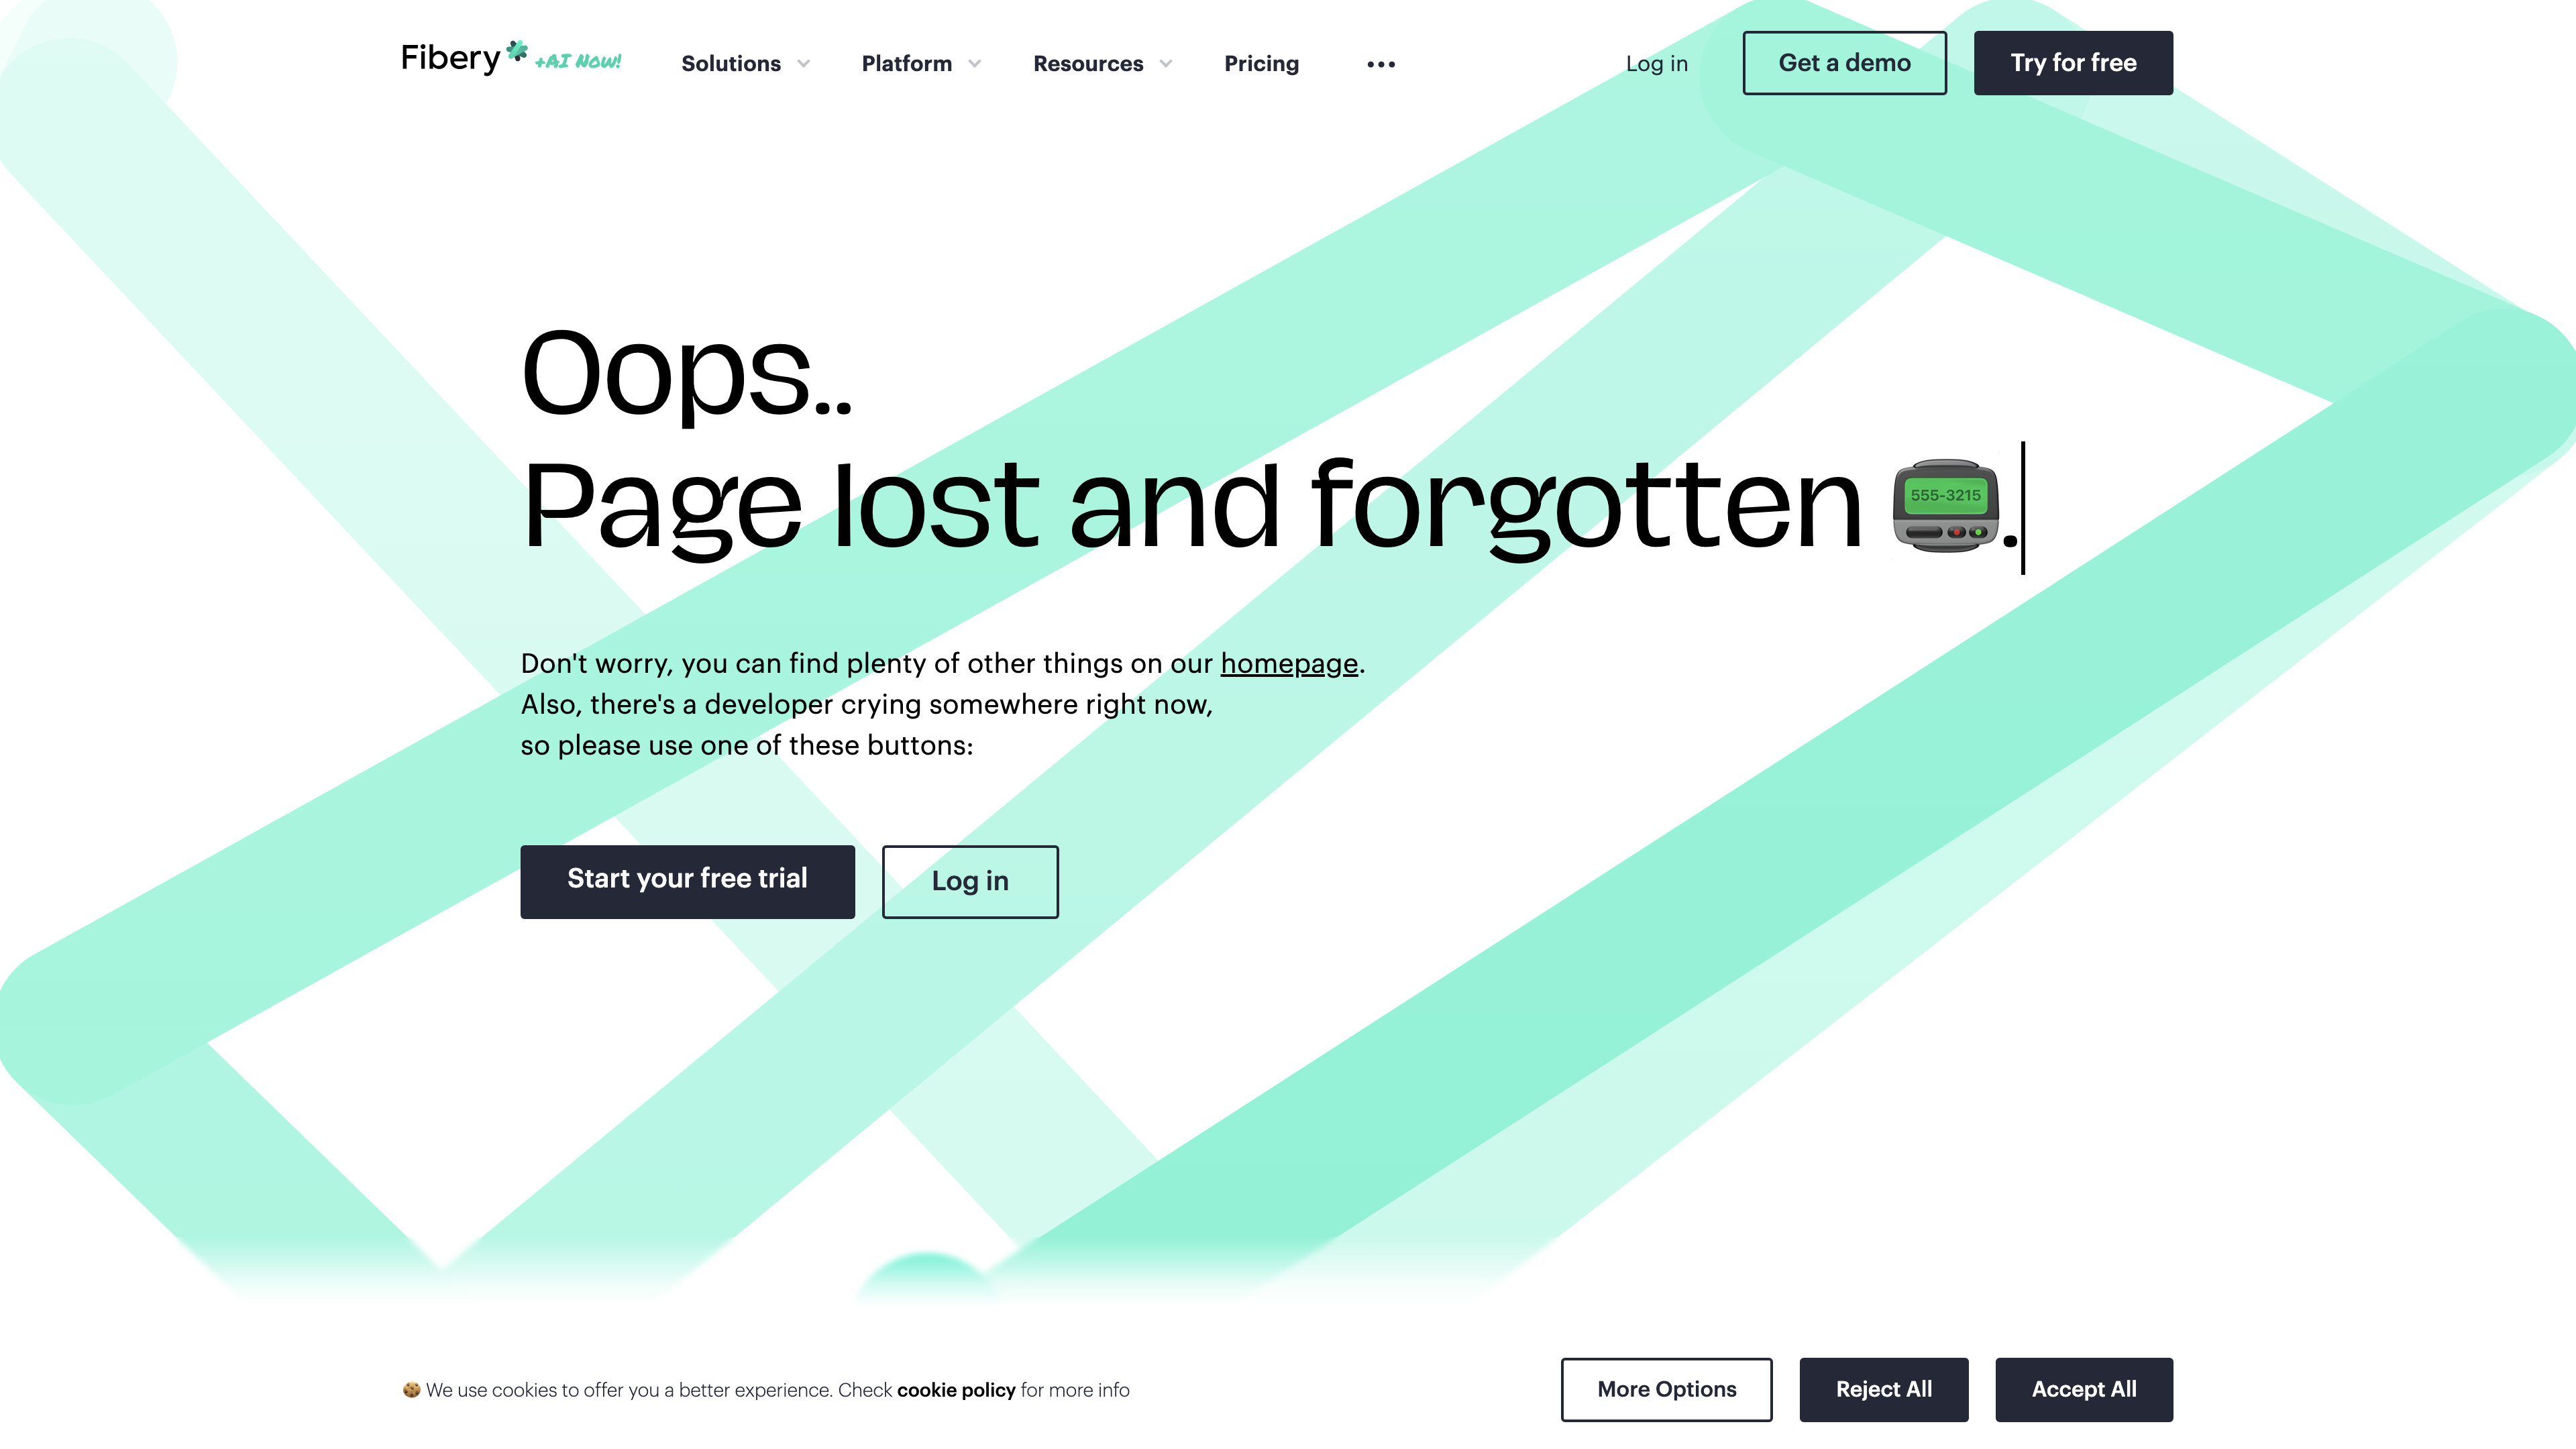 Fibery +AI Now! Solutions Platform Resources Pricing ••• Log in Get a demo Try for free
Oops..
Page lost and forgotten 📟.
555-3215
Don't worry, you can find plenty of other things on our homepage.
Also, there's a developer crying somewhere right now,
so please use one of these buttons:
Start your free trial Log in
🍪 We use cookies to offer you a better experience. Check cookie policy for more info More Options Reject All Accept All